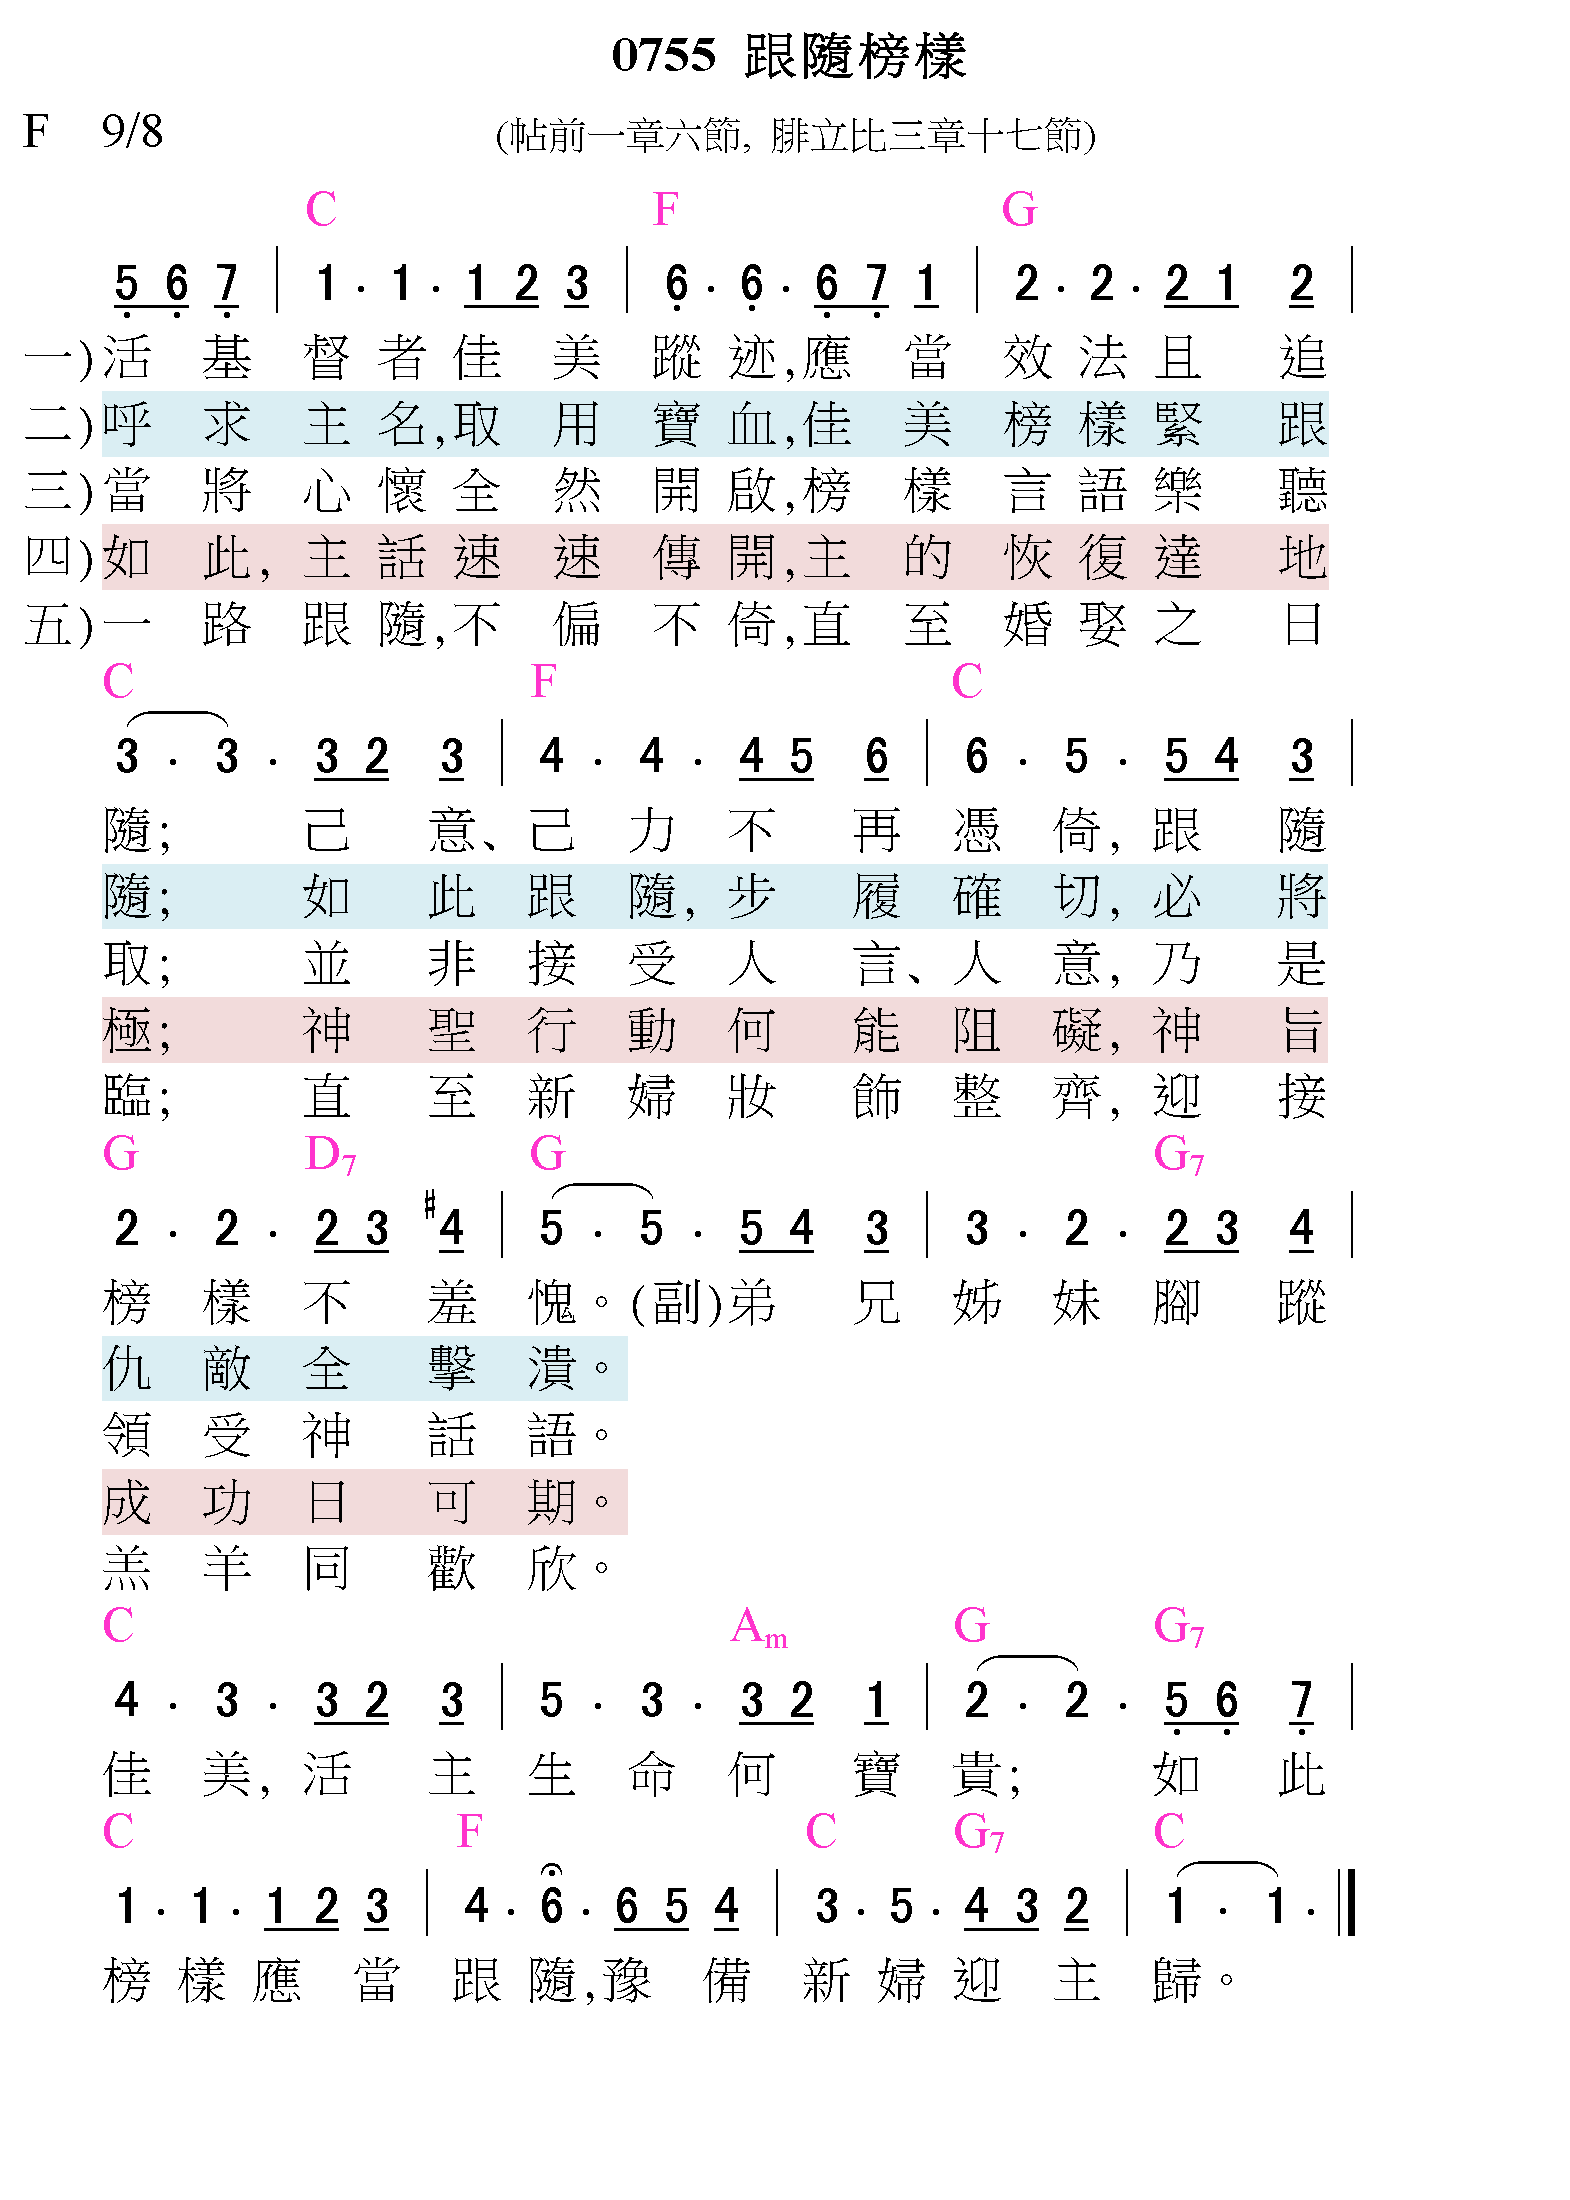 0755 跟隨榜樣
F 9/8 (帖前一章六節, 腓立比三章十七節)
C F G
5 6 7 | 1 · 1 · 1 2 3 | 6 · 6 · 6 7 1 | 2 · 2 · 2 1 2 |
一)活基督者佳美蹤迹,應當效法且追
二)呼求主名,取用寶血,佳美榜樣緊跟
三)當將心懷全然開啟,榜樣言語樂聽
四)如此,主話速速傳開,主的恢復達地
五)一路跟隨,不偏不倚,直至婚娶之日
C F C
3 · 3 · 3 2 3 | 4 · 4 · 4 5 6 | 6 · 5 · 5 4 3 |
隨;己意、己力不再憑倚,跟隨
隨;如此跟隨,步履確切,必將
取;並非接受人言、人意,乃是
極;神聖行動何能阻礙,神旨
臨;直至新婦妝飾整齊,迎接
G D7 G G7
2 · 2 · 2 3 #4 | 5 · 5 · 5 4 3 | 3 · 2 · 2 3 4 |
榜樣不羞愧。(副)弟兄姊妹腳蹤
仇敵全擊潰。
領受神話語。
成功日可期。
羔羊同歡欣。
C Am G G7
4 · 3 · 3 2 3 | 5 · 3 · 3 2 1 | 2 · 2 · 5 6 7 |
佳美,活主生命何寶貴;如此
C F C G7 C
1 · 1 · 1 2 3 | 4 · 6 · 6 5 4 | 3 · 5 · 4 3 2 | 1 · 1 · ||
榜樣應當跟隨,豫備新婦迎主歸。